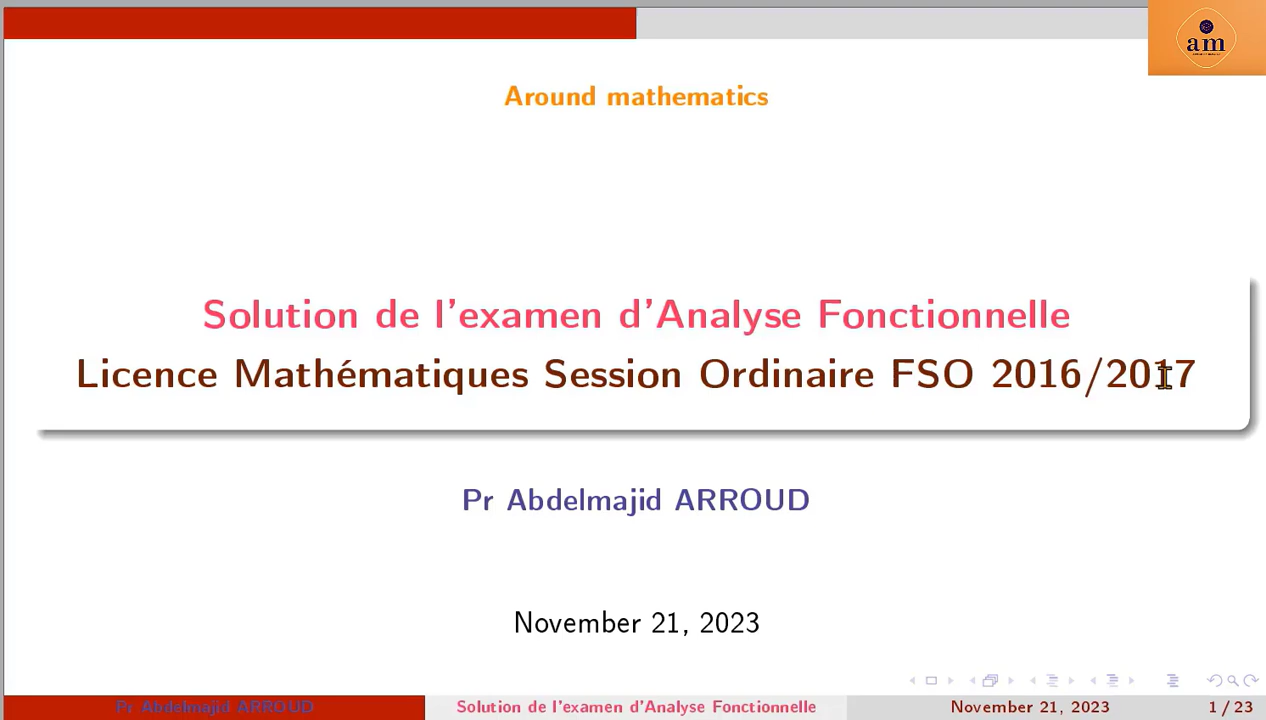 am
Around mathematics
Solution de l'examen d'Analyse Fonctionnelle
Licence Mathématiques Session Ordinaire FSO 2016/2017
Pr Abdelmajid ARROUD
November 21, 2023
Pr Abdelmajid ARROUD Solution de l'examen d'Analyse Fonctionnelle November 21, 2023 1 / 23